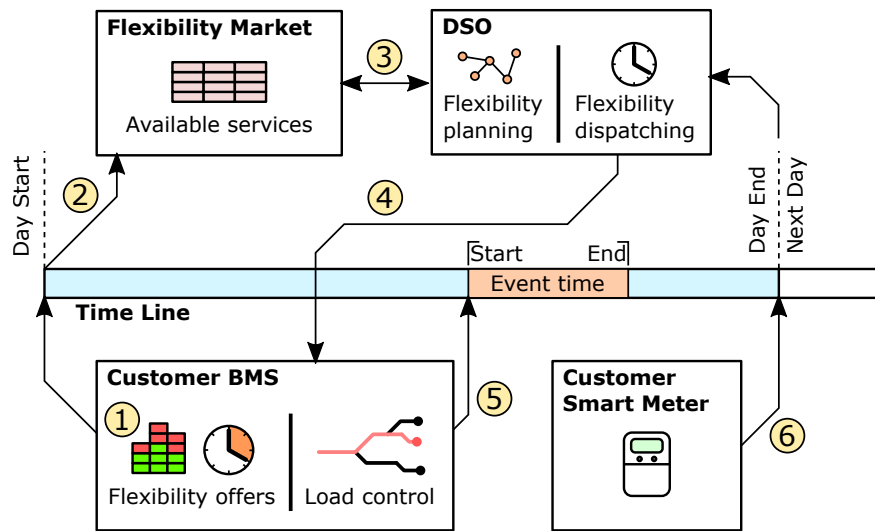 Flexibility Market
Available services
3
DSO
Flexibility
planning
Flexibility
dispatching
Day Start
2
4
Day End
Next Day
Start
End
Event time
Time Line
Customer BMS
1
Flexibility offers
Load control
5
Customer
Smart Meter
6